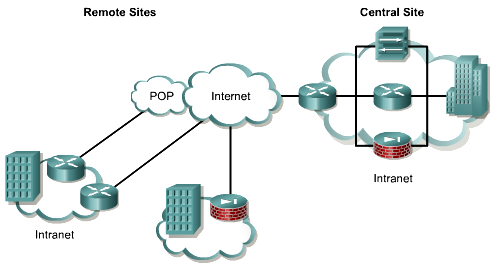 Remote Sites
Central Site
POP
Internet
Intranet
Intranet